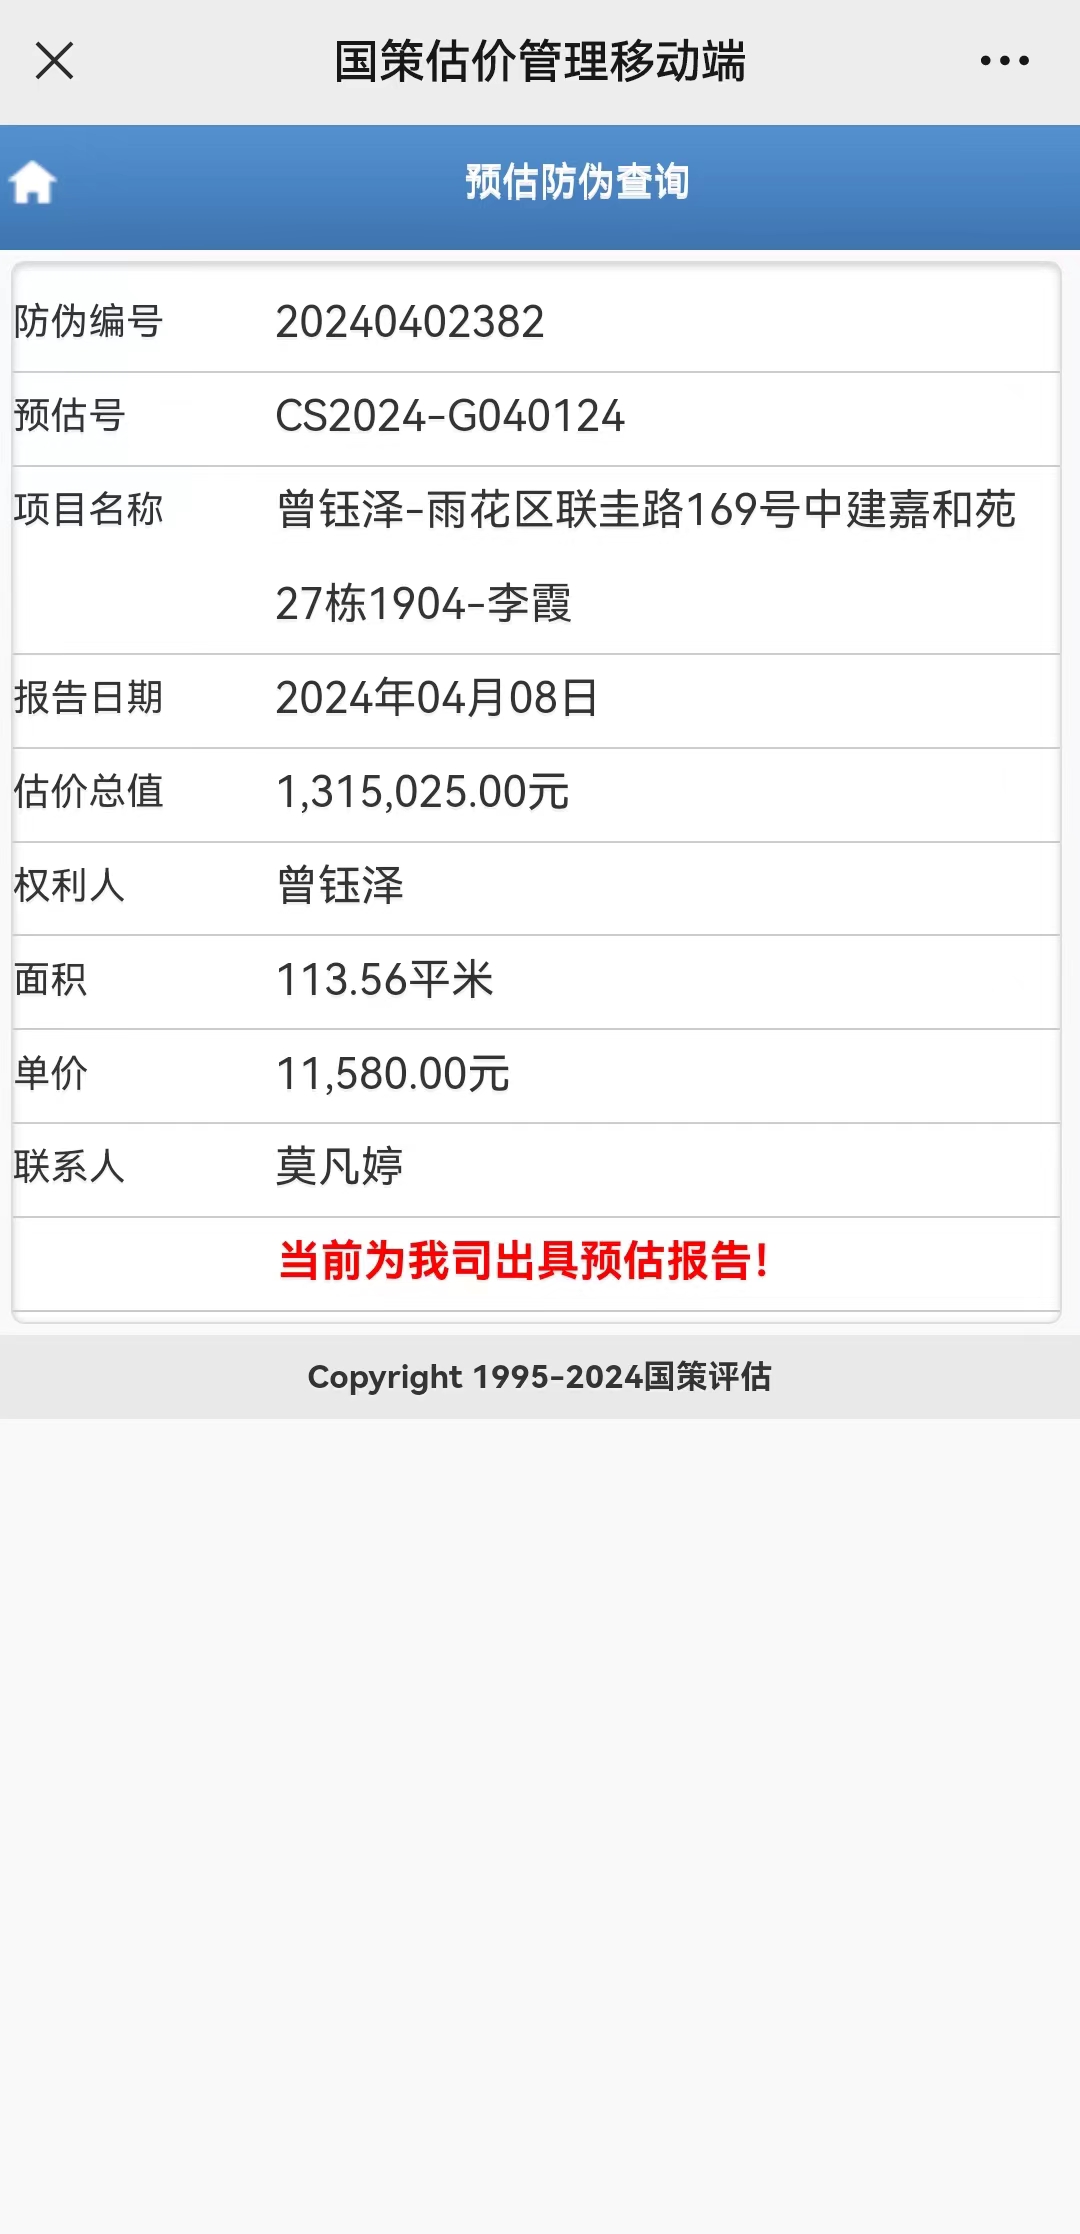 国策估价管理移动端
预估防伪查询
防伪编号 20240402382
预估号 CS2024-G040124
项目名称 曾钰泽-雨花区联圭路169号中建嘉和苑
27栋1904-李霞
报告日期 2024年04月08日
估价总值 1,315,025.00元
权利人 曾钰泽
面积 113.56平米
单价 11,580.00元
联系人 莫凡婷
当前为我司出具预估报告!
Copyright 1995-2024国策评估